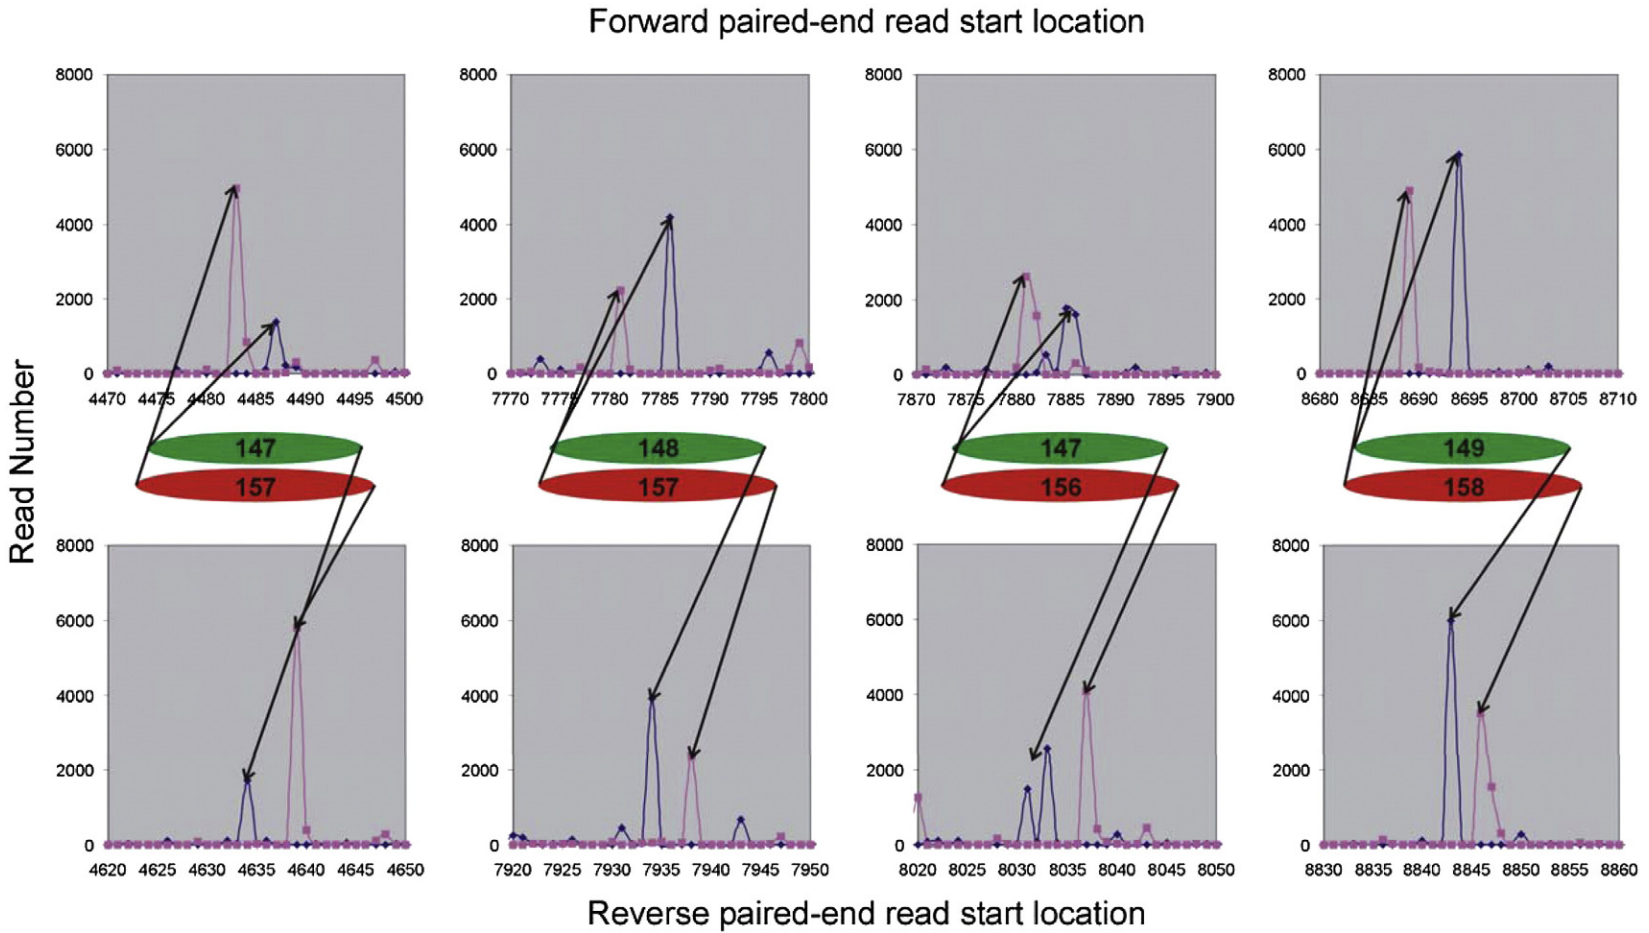 Forward paired-end read start location
8000 8000 8000 8000
6000 6000 6000 6000
4000 4000 4000 4000
2000 2000 2000 2000
0 0 0 0
4470 4475 4480 4485 4490 4495 4500 7770 7775 7780 7785 7790 7795 7800 7870 7875 7880 7885 7890 7895 7900 8680 8685 8690 8695 8700 8705 8710
Read Number
147 148 147 149
157 157 156 158
8000 8000 8000 8000
6000 6000 6000 6000
4000 4000 4000 4000
2000 2000 2000 2000
0 0 0 0
4620 4625 4630 4635 4640 4645 4650 7920 7925 7930 7935 7940 7945 7950 8020 8025 8030 8035 8040 8045 8050 8830 8835 8840 8845 8850 8855 8860
Reverse paired-end read start location